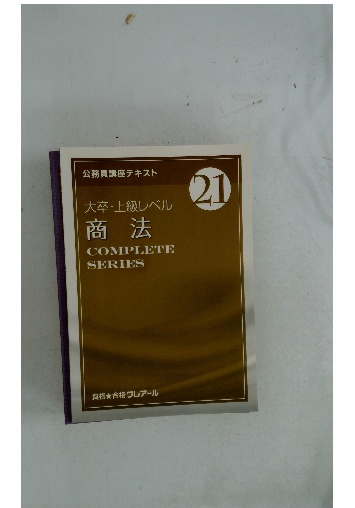 公務員講座テキスト
21
大卒・上級レベル
商法
COMPLETE
SERIES
資格★合格クレアール